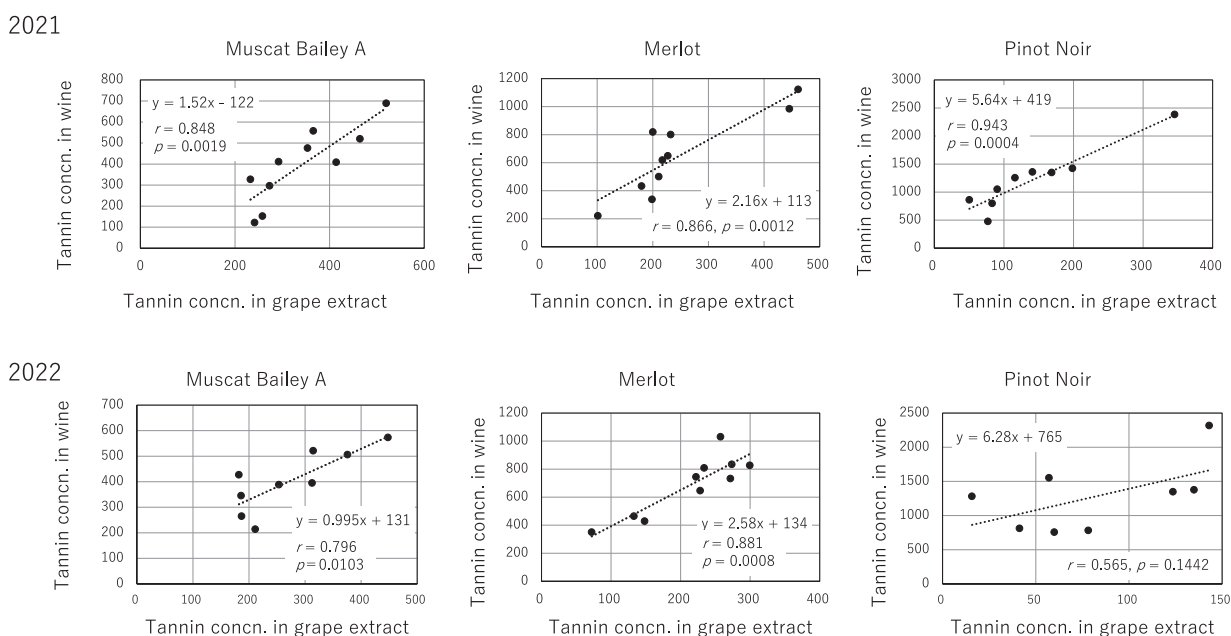 2021
Muscat Bailey A
Tannin concn. in wine
800
700
600
500
400
300
200
100
0
y = 1.52x - 122
r = 0.848
p = 0.0019
0
200
400
600
Tannin concn. in grape extract
Merlot
Tannin concn. in wine
1200
1000
800
600
400
200
0
y = 2.16x + 113
r = 0.866, p = 0.0012
0
100
200
300
400
500
Tannin concn. in grape extract
Pinot Noir
Tannin concn. in wine
3000
2500
2000
1500
1000
500
0
y = 5.64x + 419
r = 0.943
p = 0.0004
0
100
200
300
400
Tannin concn. in grape extract
2022
Muscat Bailey A
Tannin concn. in wine
700
600
500
400
300
200
100
0
y = 0.995x + 131
r = 0.796
p=0.0103
0
100
200
300
400
500
Tannin concn. in grape extract
Merlot
Tannin concn. in wine
1200
1000
800
600
400
200
0
y = 2.58x + 134
r = 0.881
p = 0.0008
0
100
200
300
400
Tannin concn. in grape extract
Pinot Noir
Tannin concn. in wine
2500
2000
1500
1000
500
0
y = 6.28x + 765
r = 0.565, p = 0.1442
0
50
100
150
Tannin concn. in grape extract